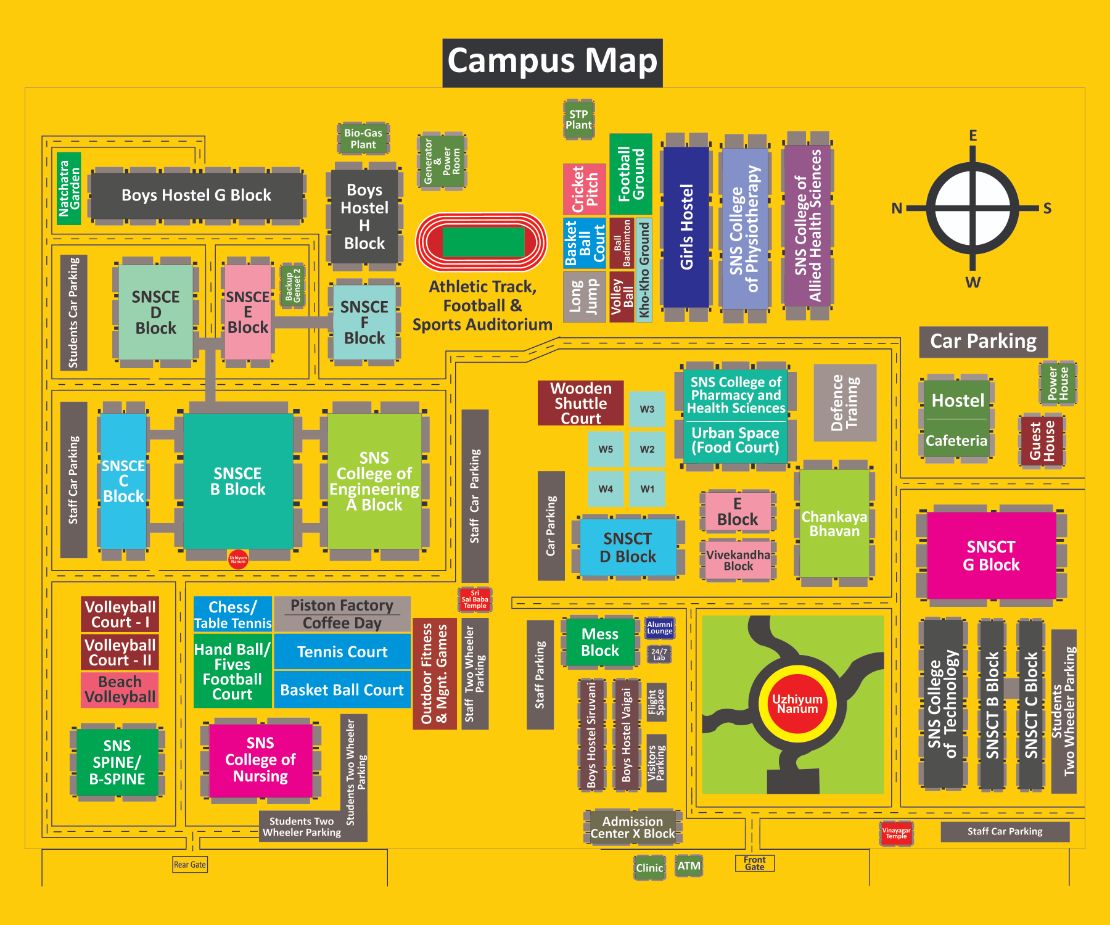 Campus Map
Bio-Gas
Plant
Generator
&
Power
Room
STP
Plant
Natchatra
Garden
Boys Hostel G Block
Boys
Hostel
H
Block
Cricket
Pitch
Football
Ground
Basket
Ball
Court
Ball
Badminton
Long
Jump
Volley
Ball
Kho-Kho Ground
Girls Hostel
SNS College
of Physiotherapy
SNS College of
Allied Health Sciences
E
N
S
W
Students Car Parking
SNSCE
D
Block
SNSCE
E
Block
Backup
Genset 2
SNSCE
F
Block
Athletic Track,
Football &
Sports Auditorium
Car Parking
Hostel
Cafeteria
Power
House
Guest
House
Staff Car Parking
SNSCE
C
Block
SNSCE
B Block
SNS
College of
Engineering
A Block
Uzhiyum
Nanum
Staff Car Parking
Wooden
Shuttle
Court
W3
W5
W2
W4
W1
SNS College of
Pharmacy and
Health Sciences
Urban Space
(Food Court)
Defence
Trainng
Car Parking
SNSCT
D Block
E
Block
Vivekandha
Block
Chankaya
Bhavan
SNSCT
G Block
Sri
Sai Baba
Temple
Volleyball
Court - I
Volleyball
Court - II
Beach
Volleyball
Chess/
Table Tennis
Piston Factory
Coffee Day
Hand Ball/
Fives
Football
Court
Tennis Court
Basket Ball Court
Outdoor Fitness
& Mgnt. Games
Staff Two Wheeler
Parking
Staff Parking
Mess
Block
Alumni
Lounge
24/7
Lab
Boys Hostel Siruvani
Boys Hostel Vaigai
Flight
Space
Visitors
Parking
Uzhiyum
Nanum
SNS College
of Technology
SNSCT B Block
SNSCT C Block
Students
Two Wheeler Parking
SNS
SPINE/
B-SPINE
SNS
College of
Nursing
Students Two Wheeler
Parking
Students Two
Wheeler Parking
Admission
Center X Block
Vinayagar
Temple
Staff Car Parking
Rear Gate
Clinic
ATM
Front
Gate